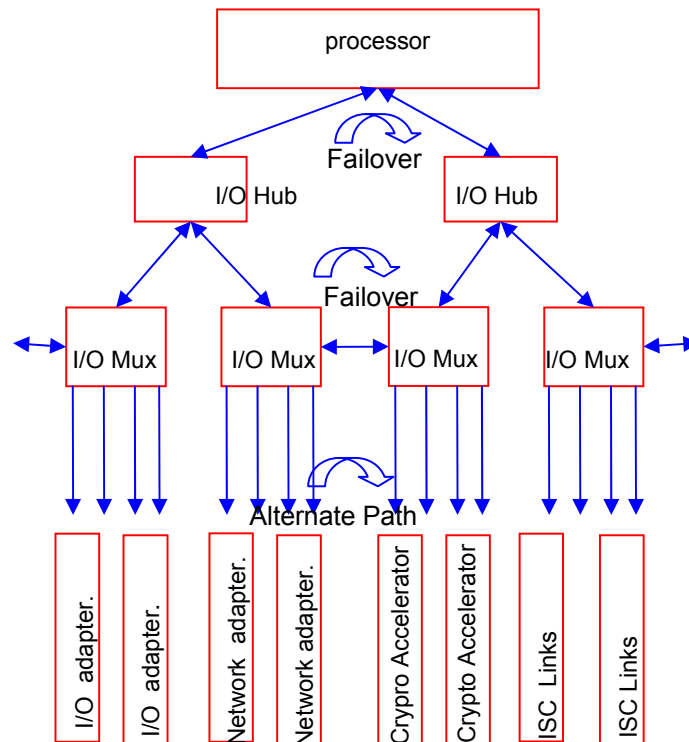 processor
Failover
I/O Hub
I/O Hub
Failover
I/O Mux
I/O Mux
I/O Mux
I/O Mux
Alternate Path
I/O adapter.
I/O adapter.
Network adapter.
Network adapter.
Crypro Accelerator
Crypto Accelerator
ISC Links
ISC Links